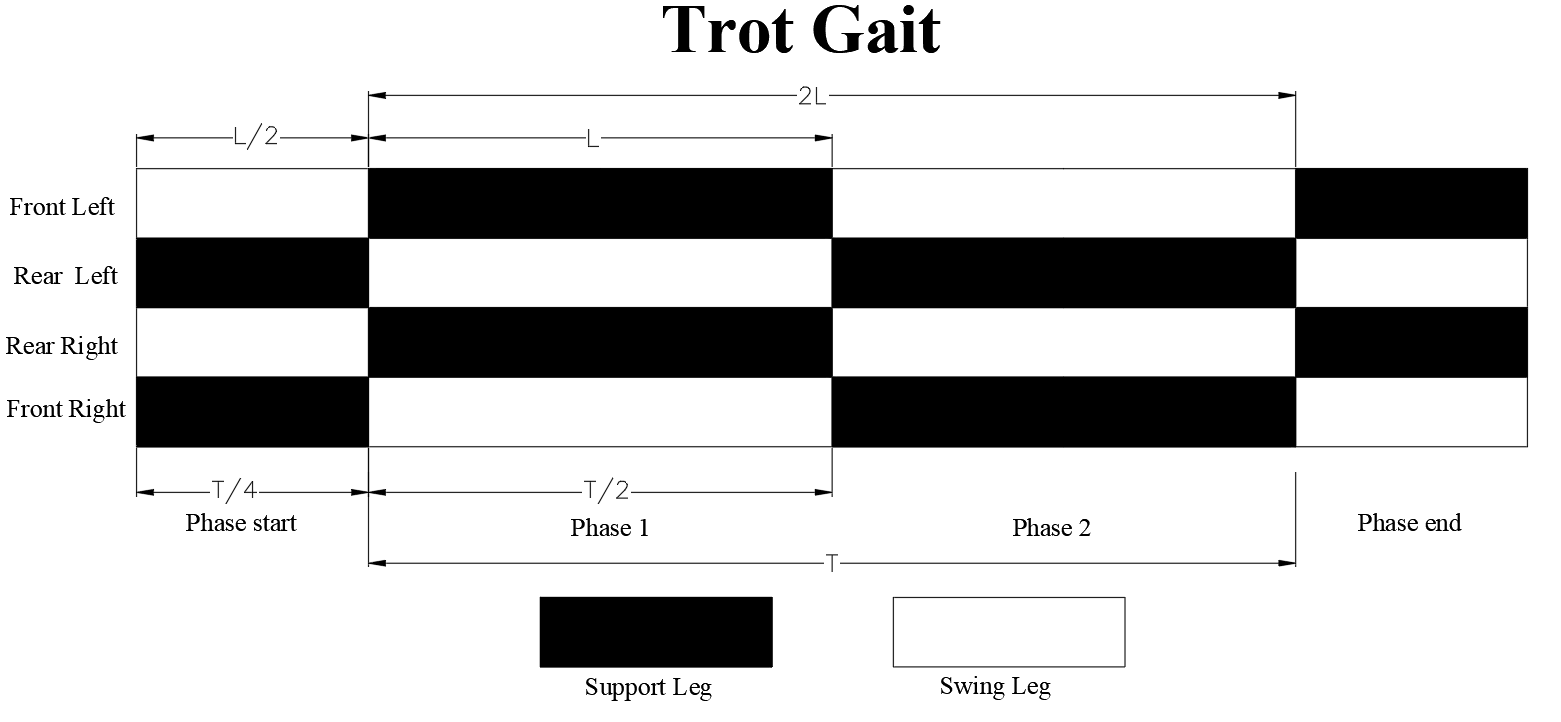 Trot Gait
2L
L/2
L
Front Left
Rear Left
Rear Right
Front Right
T/4
T/2
Phase start
Phase 1
Phase 2
Phase end
T
Support Leg
Swing Leg